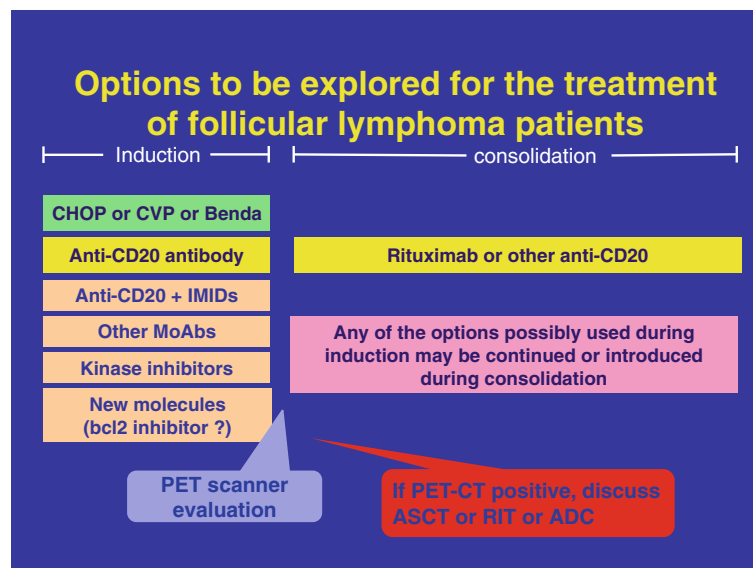 Options to be explored for the treatment
of follicular lymphoma patients
Induction
consolidation
CHOP or CVP or Benda
Anti-CD20 antibody
Rituximab or other anti-CD20
Anti-CD20 + IMIDs
Other MoAbs
Kinase inhibitors
New molecules
(bcl2 inhibitor ?)
Any of the options possibly used during
induction may be continued or introduced
during consolidation
PET scanner
evaluation
If PET-CT positive, discuss
ASCT or RIT or ADC